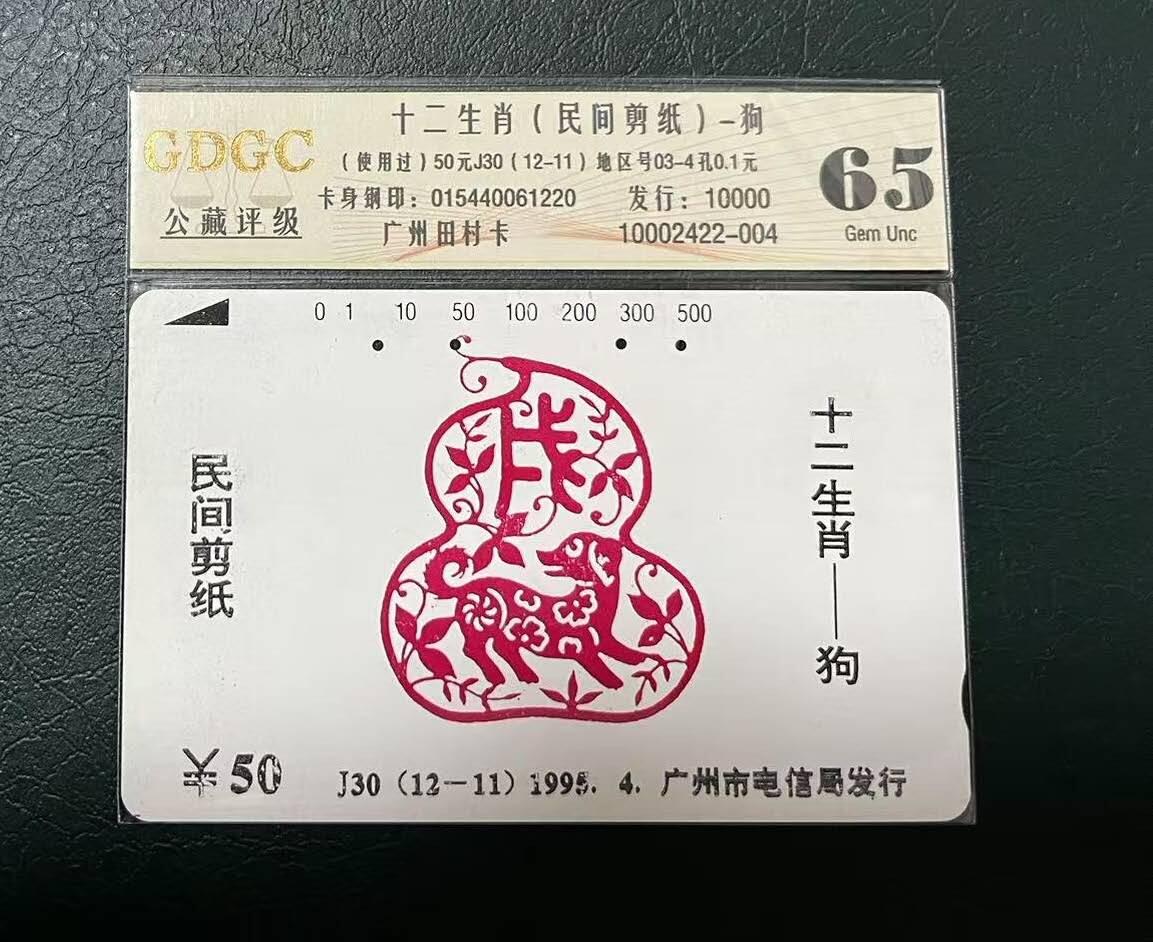 十二生肖（民间剪纸）–狗
GDGC
（使用过）50元J30（12-11）地区号03-4孔0.1元
65
卡身钢印：015440061220 发行：10000
公藏评级
广州田村卡 10002422-004
Gem Unc
0 1 10 50 100 200 300 500
戌
民间剪纸
十二生肖——狗
¥50
J30（12－11）1995. 4. 广州市电信局发行